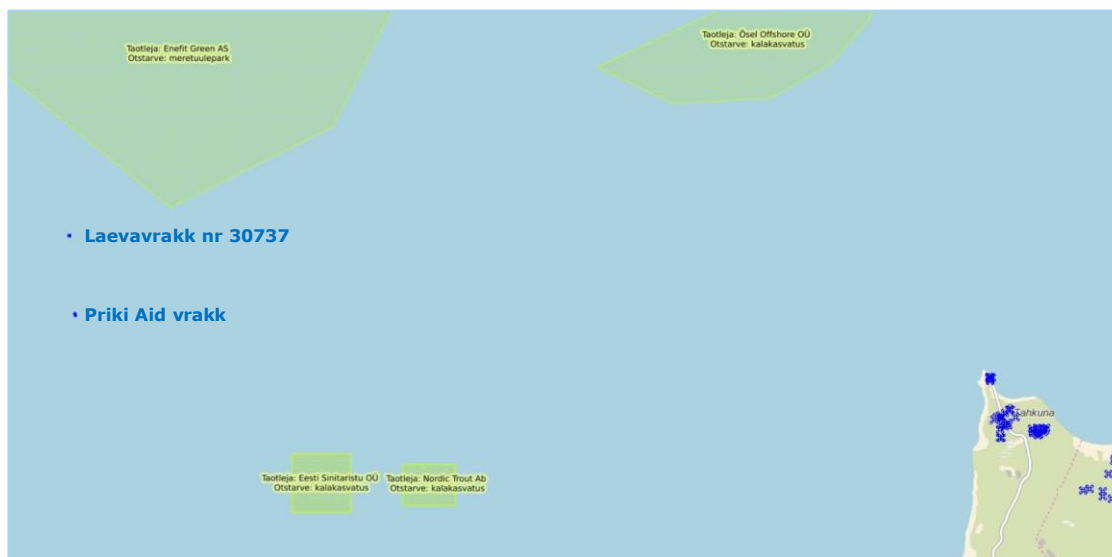 Taotleja: Enefit Green AS
Otstarve: meretuulepark
Taotleja: Ösel Offshore OÜ
Otstarve: kalakasvatus
Laevavrakk nr 30737
Priki Aid vrakk
Tahkuna
Taotleja: Eesti Sinitaristu OÜ
Otstarve: kalakasvatus
Taotleja: Nordic Trout Ab
Otstarve: kalakasvatus